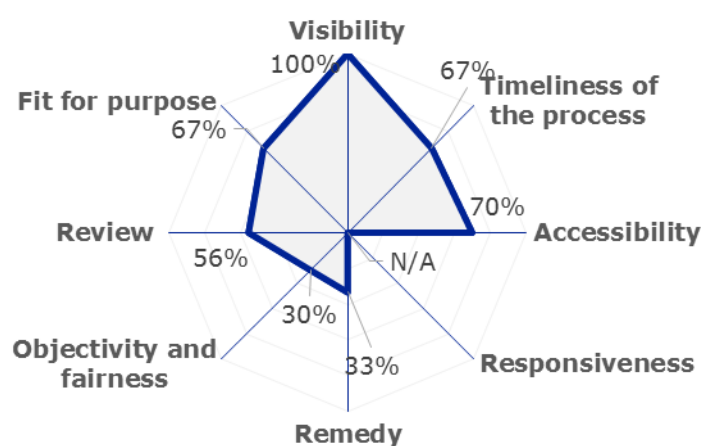 Visibility
100%
67%
Timeliness of
the process
Fit for purpose
67%
70%
Review
Accessibility
56%
N/A
30%
Objectivity and
fairness
33%
Responsiveness
Remedy